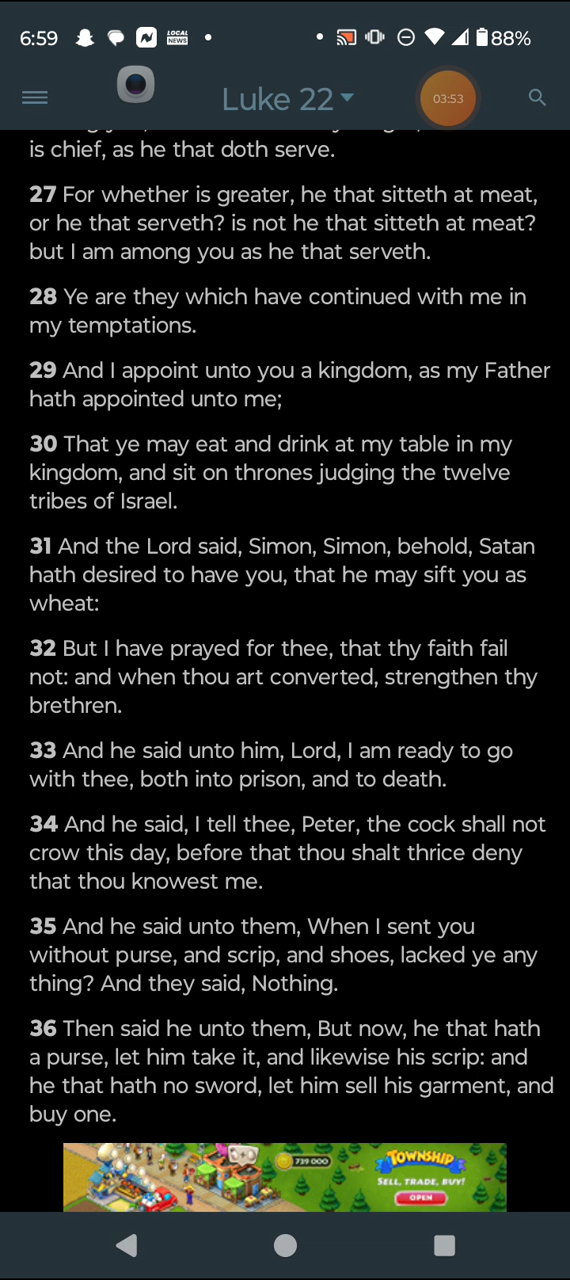 6:59
LOCAL
NEWS
88%
Luke 22
03:53
is chief, as he that doth serve.
27 For whether is greater, he that sitteth at meat,
or he that serveth? is not he that sitteth at meat?
but I am among you as he that serveth.
28 Ye are they which have continued with me in
my temptations.
29 And I appoint unto you a kingdom, as my Father
hath appointed unto me;
30 That ye may eat and drink at my table in my
kingdom, and sit on thrones judging the twelve
tribes of Israel.
31 And the Lord said, Simon, Simon, behold, Satan
hath desired to have you, that he may sift you as
wheat:
32 But I have prayed for thee, that thy faith fail
not: and when thou art converted, strengthen thy
brethren.
33 And he said unto him, Lord, I am ready to go
with thee, both into prison, and to death.
34 And he said, I tell thee, Peter, the cock shall not
crow this day, before that thou shalt thrice deny
that thou knowest me.
35 And he said unto them, When I sent you
without purse, and scrip, and shoes, lacked ye any
thing? And they said, Nothing.
36 Then said he unto them, But now, he that hath
a purse, let him take it, and likewise his scrip: and
he that hath no sword, let him sell his garment, and
buy one.
739 000
TOWNSHIP
SELL, TRADE, BUY!
OPEN